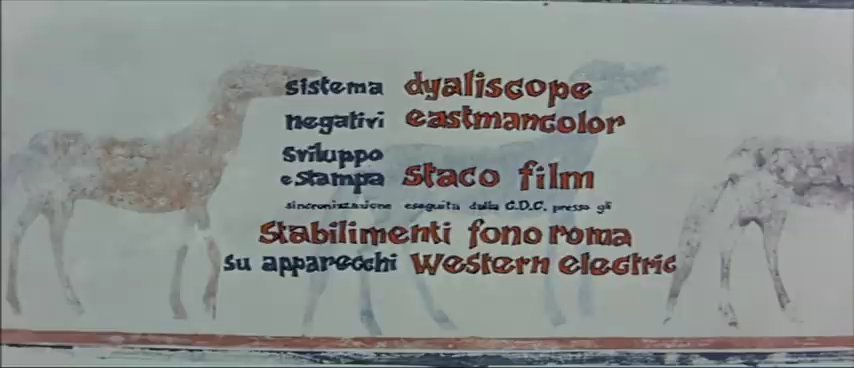 sistema dyaliscope
negativi eastmancolor
sviluppo
e stampa staco film
sincronizzazione eseguita dalla C.D.C. presso gli
stabilimenti fono roma
su apparecchi western electric